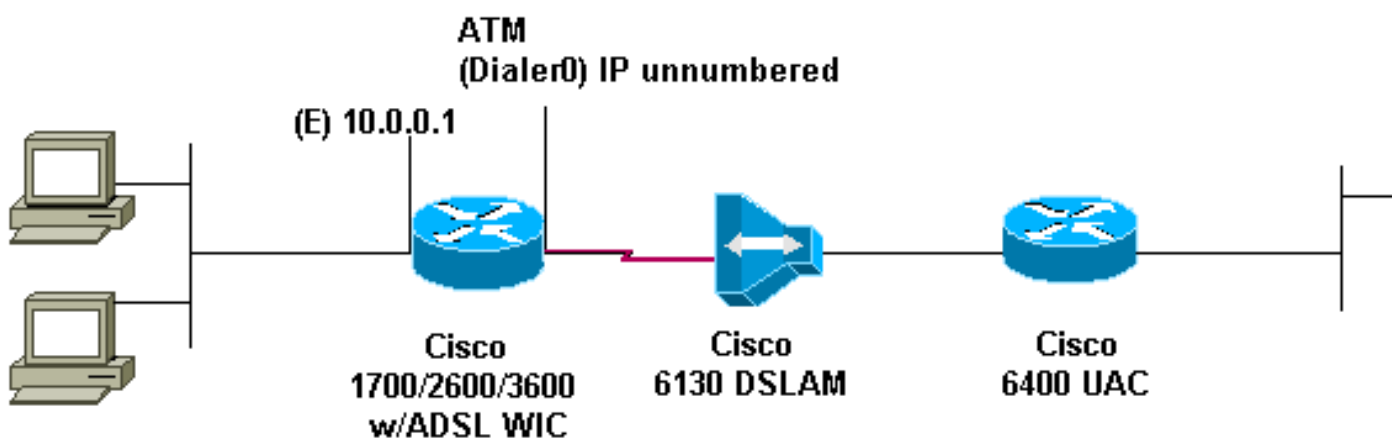 ATM
(Dialer0) IP unnumbered
(E) 10.0.0.1
Cisco
1700/2600/3600
w/ADSL WIC
Cisco
6130 DSLAM
Cisco
6400 UAC